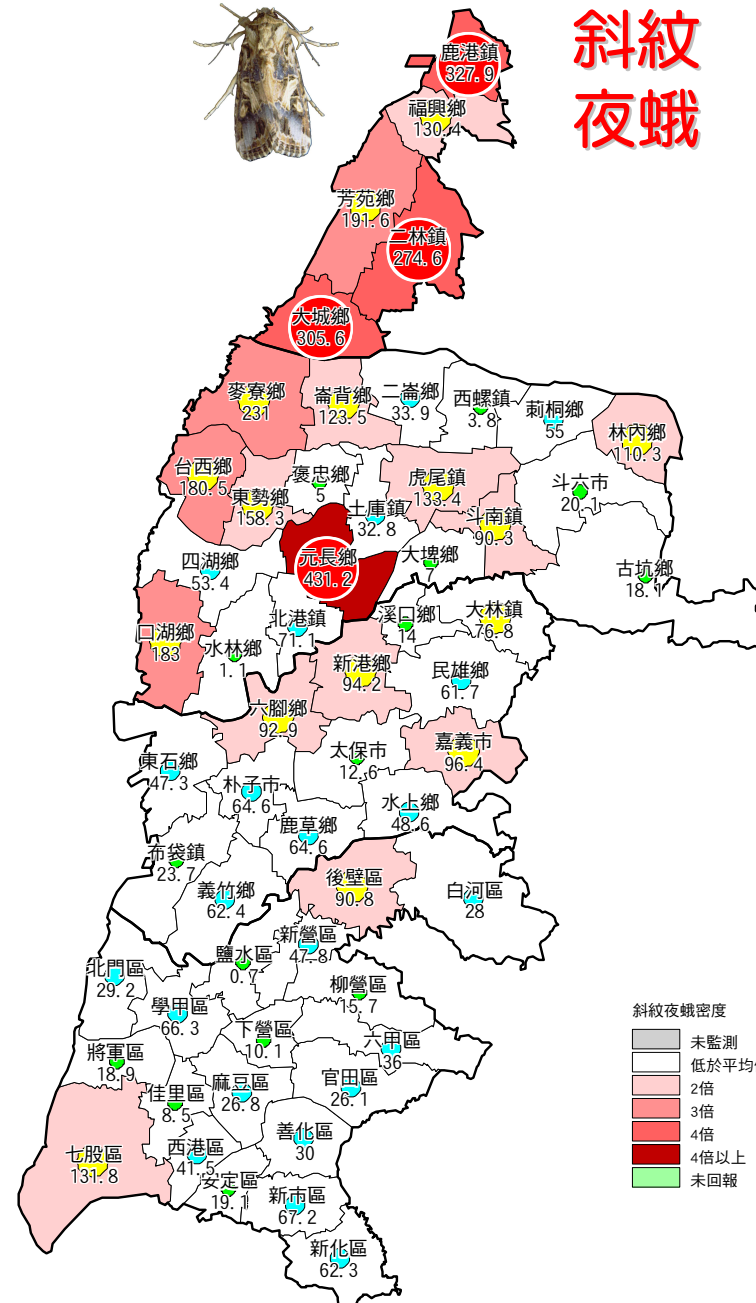 斜紋
夜蛾
鹿港鎮
327.9
福興鄉
130.4
芳苑鄉
191.6
二林鎮
274.6
大城鄉
305.6
麥寮鄉
231
崙背鄉
123.5
二崙鄉
33.9
西螺鎮
3.8
莿桐鄉
55
林內鄉
110.3
台西鄉
180.5
東勢鄉
158.3
褒忠鄉
5
土庫鎮
32.8
虎尾鎮
133.4
斗南鎮
90.3
斗六市
20.1
四湖鄉
53.4
元長鄉
431.2
大埤鄉
7
古坑鄉
18.1
口湖鄉
183
水林鄉
1.1
北港鎮
71.1
溪口鄉
14
大林鎮
76.8
新港鄉
94.2
民雄鄉
61.7
六腳鄉
92.9
太保市
12.6
嘉義市
96.4
東石鄉
47.3
朴子市
64.6
水上鄉
48.6
鹿草鄉
64.6
布袋鎮
23.7
義竹鄉
62.4
後壁區
90.8
白河區
28
新營區
47.8
鹽水區
0.7
北門區
29.2
柳營區
15.7
學甲區
66.3
下營區
10.1
六甲區
36
將軍區
18.9
佳里區
8.5
麻豆區
26.8
官田區
26.1
善化區
30
西港區
41.5
七股區
131.8
安定區
19.1
新市區
67.2
新化區
62.3
斜紋夜蛾密度
未監測
低於平均
2倍
3倍
4倍
4倍以上
未回報